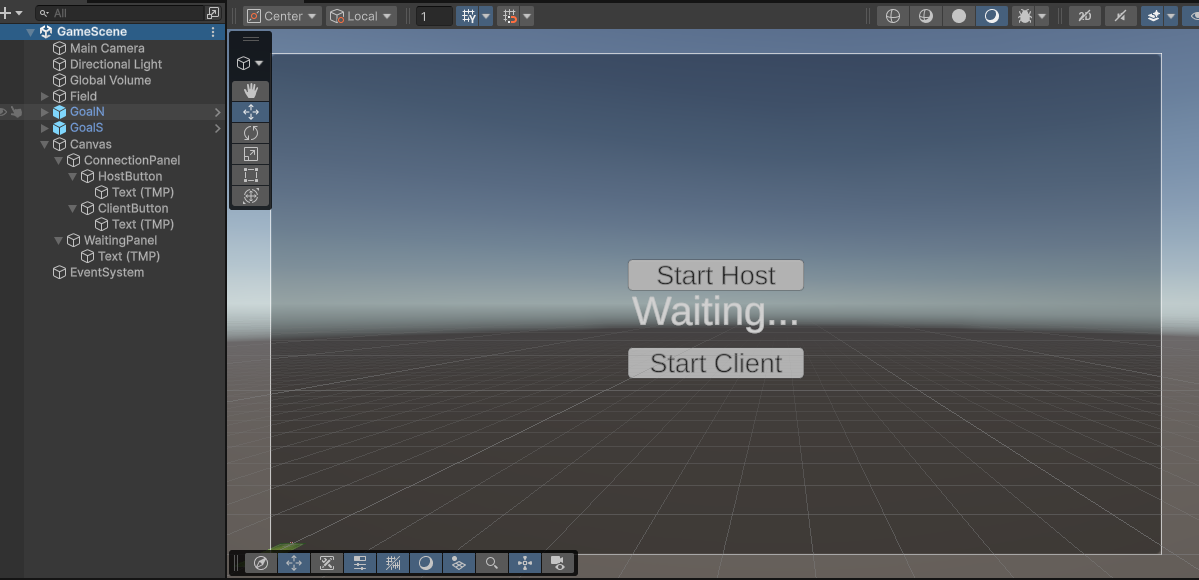 All
Center
Local
1
2D
GameScene
Main Camera
Directional Light
Global Volume
Field
GoalN
GoalS
Canvas
ConnectionPanel
HostButton
Text (TMP)
ClientButton
Text (TMP)
WaitingPanel
Text (TMP)
EventSystem
Start Host
Waiting...
Start Client